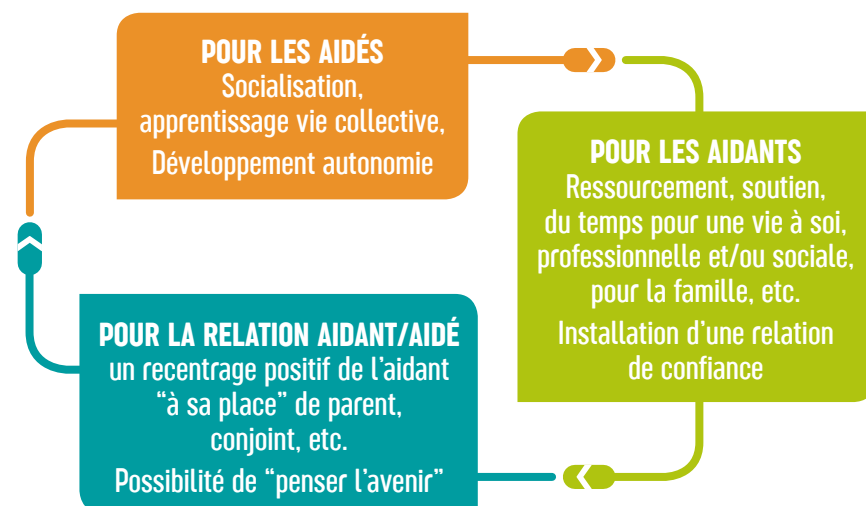 POUR LES AIDÉS
Socialisation,
apprentissage vie collective,
Développement autonomie
POUR LES AIDANTS
Ressourcement, soutien,
du temps pour une vie à soi,
professionnelle et/ou sociale,
pour la famille, etc.
Installation d'une relation
de confiance
POUR LA RELATION AIDANT/AIDÉ
un recentrage positif de l'aidant
“à sa place” de parent,
conjoint, etc.
Possibilité de “penser l'avenir”